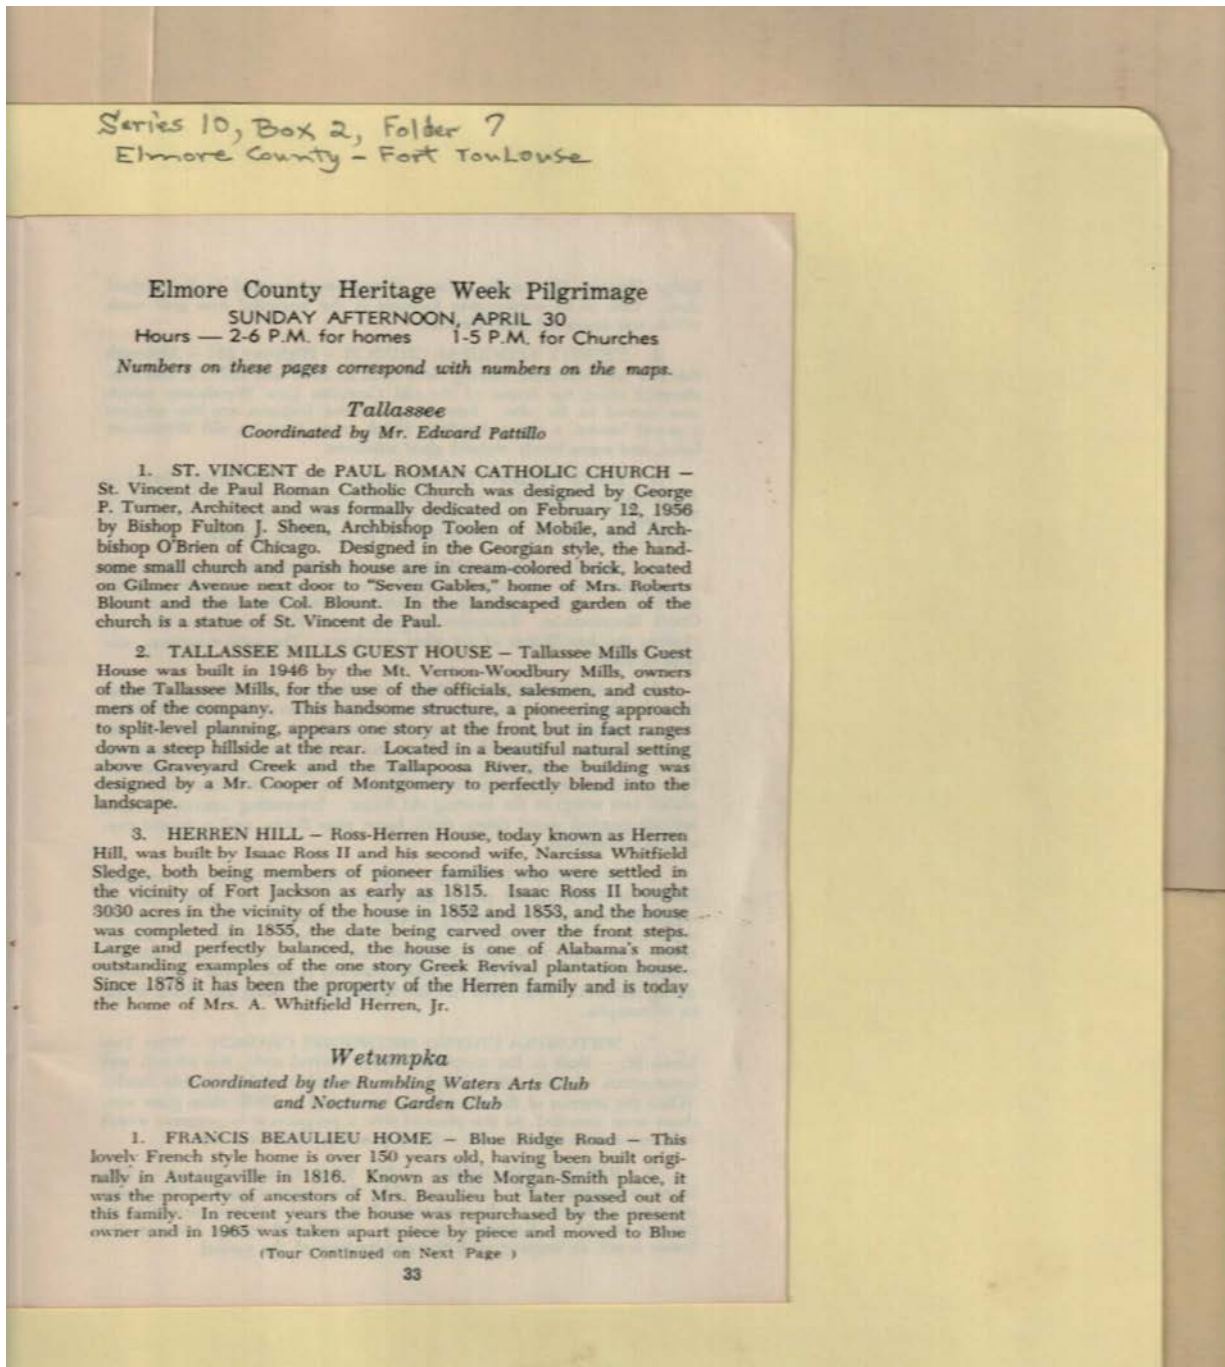 Series 10, Box 2, Folder 7
Elmore County - Fort Toulouse
Elmore County Heritage Week Pilgrimage
SUNDAY AFTERNOON, APRIL 30
Hours — 2-6 P.M. for homes 1-5 P.M. for Churches
Numbers on these pages correspond with numbers on the maps.
Tallassee
Coordinated by Mr. Edward Pattillo
1. ST. VINCENT de PAUL ROMAN CATHOLIC CHURCH –
St. Vincent de Paul Roman Catholic Church was designed by George
P. Turner, Architect and was formally dedicated on February 12, 1956
by Bishop Fulton J. Sheen, Archbishop Toolen of Mobile, and Arch-
bishop O'Brien of Chicago. Designed in the Georgian style, the hand-
some small church and parish house are in cream-colored brick, located
on Gilmer Avenue next door to "Seven Gables," home of Mrs. Roberts
Blount and the late Col. Blount. In the landscaped garden of the
church is a statue of St. Vincent de Paul.
2. TALLASSEE MILLS GUEST HOUSE – Tallassee Mills Guest
House was built in 1946 by the Mt. Vernon-Woodbury Mills, owners
of the Tallassee Mills, for the use of the officials, salesmen, and custo-
mers of the company. This handsome structure, a pioneering approach
to split-level planning, appears one story at the front but in fact ranges
down a steep hillside at the rear. Located in a beautiful natural setting
above Graveyard Creek and the Tallapoosa River, the building was
designed by a Mr. Cooper of Montgomery to perfectly blend into the
landscape.
3. HERREN HILL – Ross-Herren House, today known as Herren
Hill, was built by Isaac Ross II and his second wife, Narcissa Whitfield
Sledge, both being members of pioneer families who were settled in
the vicinity of Fort Jackson as early as 1815. Isaac Ross II bought
3030 acres in the vicinity of the house in 1852 and 1853, and the house
was completed in 1855, the date being carved over the front steps.
Large and perfectly balanced, the house is one of Alabama's most
outstanding examples of the one story Greek Revival plantation house.
Since 1878 it has been the property of the Herren family and is today
the home of Mrs. A. Whitfield Herren, Jr.
Wetumpka
Coordinated by the Rumbling Waters Arts Club
and Nocturne Garden Club
1. FRANCIS BEAULIEU HOME – Blue Ridge Road – This
lovely French style home is over 150 years old, having been built origi-
nally in Autaugaville in 1816. Known as the Morgan-Smith place, it
was the property of ancestors of Mrs. Beaulieu but later passed out of
this family. In recent years the house was repurchased by the present
owner and in 1965 was taken apart piece by piece and moved to Blue
(Tour Continued on Next Page )
33